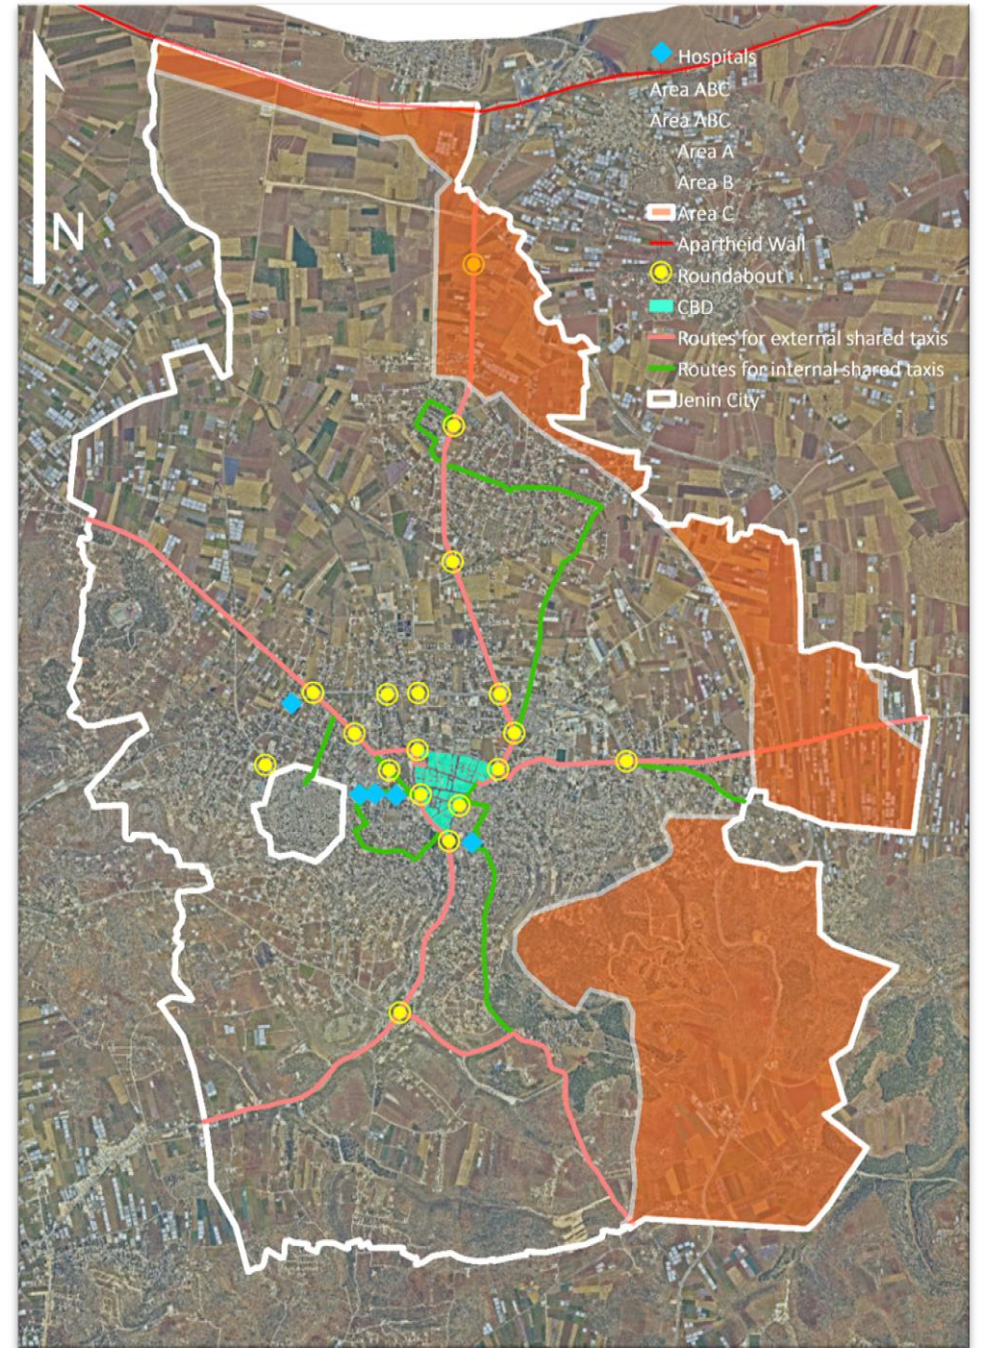 Hospitals
Area ABC
Area ABC
Area A
Area B
Area C
Apartheid Wall
Roundabout
CBD
Routes for external shared taxis
Routes for internal shared taxis
Jenin City
N